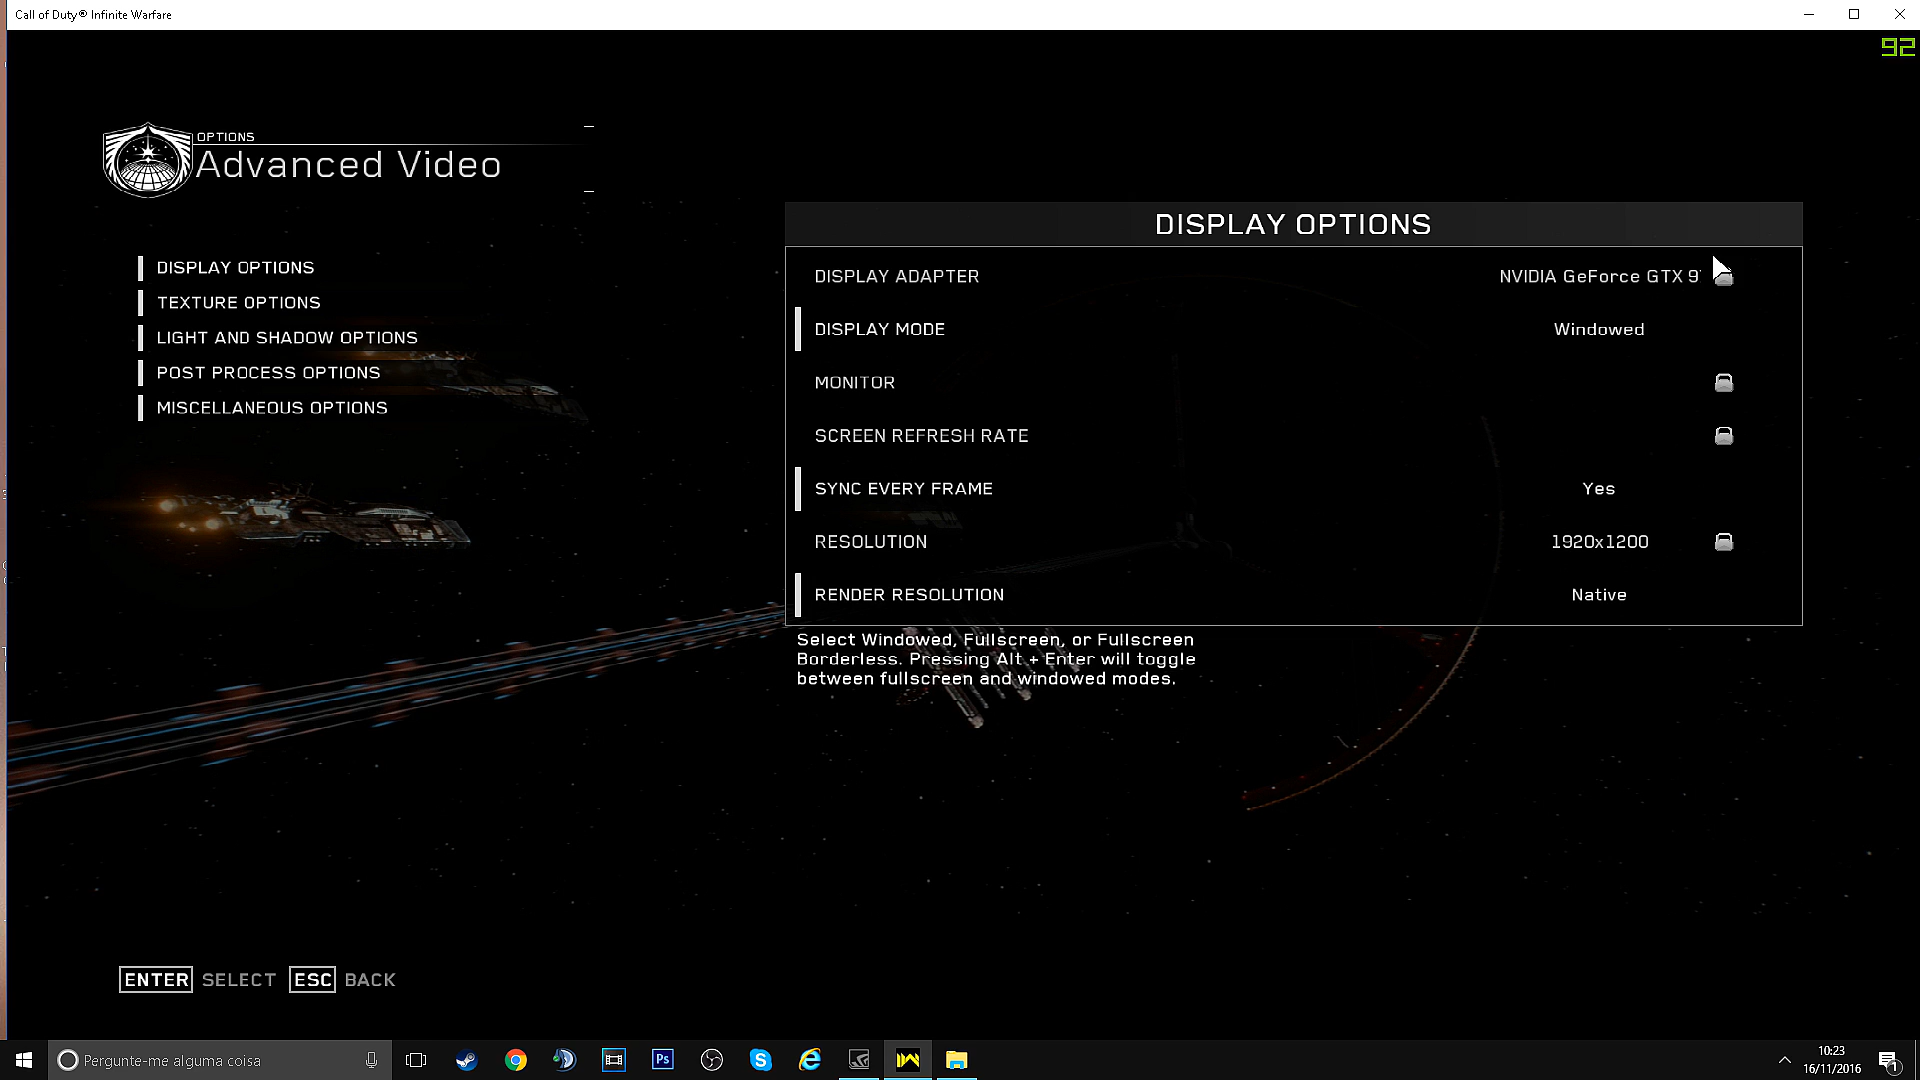 Call of Duty® Infinite Warfare
92
OPTIONS
Advanced Video
DISPLAY OPTIONS
TEXTURE OPTIONS
LIGHT AND SHADOW OPTIONS
POST PROCESS OPTIONS
MISCELLANEOUS OPTIONS
DISPLAY OPTIONS
DISPLAY ADAPTER NVIDIA GeForce GTX 9
DISPLAY MODE Windowed
MONITOR
SCREEN REFRESH RATE
SYNC EVERY FRAME Yes
RESOLUTION 1920x1200
RENDER RESOLUTION Native
Select Windowed, Fullscreen, or Fullscreen
Borderless. Pressing Alt + Enter will toggle
between fullscreen and windowed modes.
ENTER SELECT ESC BACK
Pergunte-me alguma coisa
Ps
10:23
16/11/2016
1